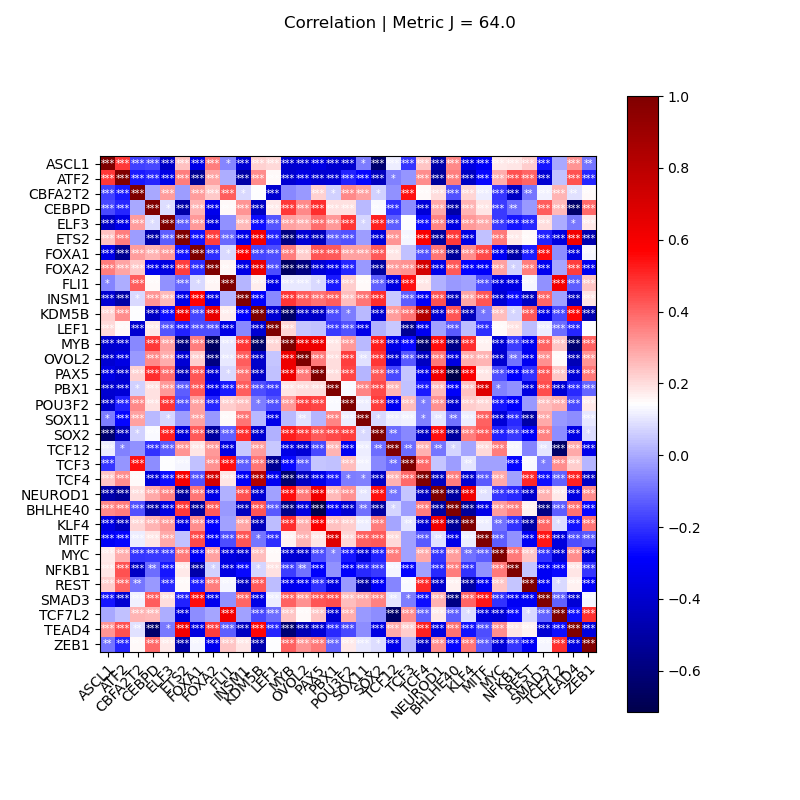 Correlation | Metric J = 64.0
ASCL1
ATF2
CBFA2T2
CEBPD
ELF3
ETS2
FOXA1
FOXA2
FLI1
INSM1
KDM5B
LEF1
MYB
OVOL2
PAX5
PBX1
POU3F2
SOX11
SOX2
TCF12
TCF3
TCF4
NEUROD1
BHLHE40
KLF4
MITF
MYC
NFKB1
REST
SMAD3
TCF7L2
TEAD4
ZEB1
ASCL1
ATF2
CBFA2T2
CEBPD
ELF3
ETS2
FOXA1
FOXA2
FLI1
INSM1
KDM5B
LEF1
MYB
OVOL2
PAX5
PBX1
POU3F2
SOX11
SOX2
TCF12
TCF3
TCF4
NEUROD1
BHLHE40
KLF4
MITF
MYC
NFKB1
REST
SMAD3
TCF7L2
TEAD4
ZEB1
1.0
0.8
0.6
0.4
0.2
0.0
−0.2
−0.4
−0.6